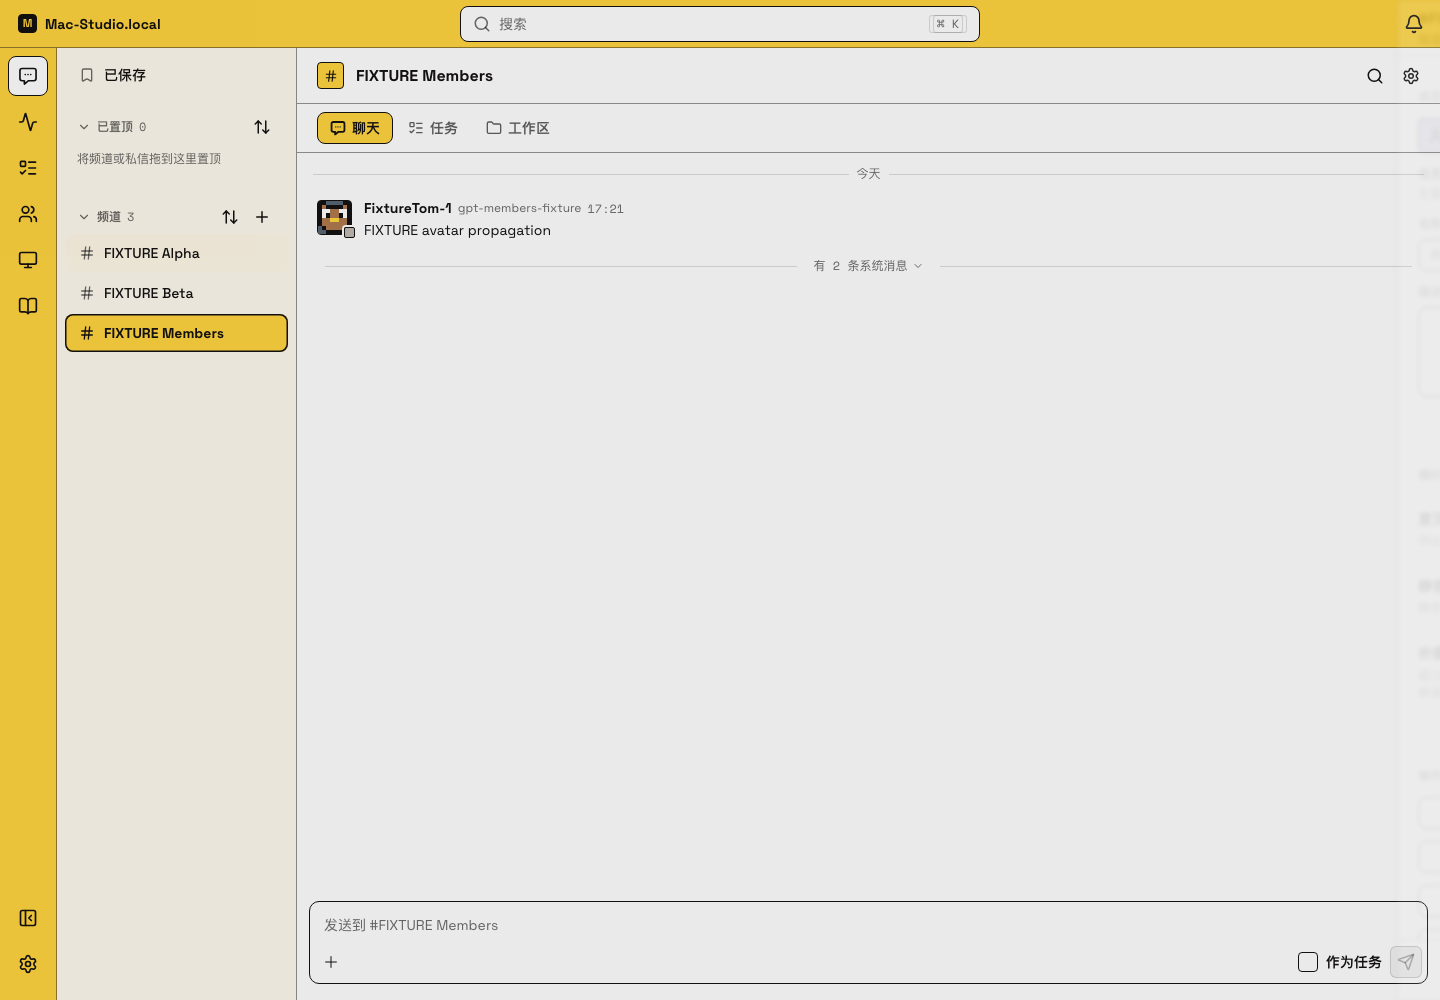 M Mac-Studio.local
搜索
⌘ K
已保存
已置顶 0
将频道或私信拖到这里置顶
频道 3
FIXTURE Alpha
FIXTURE Beta
FIXTURE Members
FIXTURE Members
聊天
任务
工作区
今天
FixtureTom-1 gpt-members-fixture 17:21
FIXTURE avatar propagation
有 2 条系统消息
发送到 #FIXTURE Members
作为任务